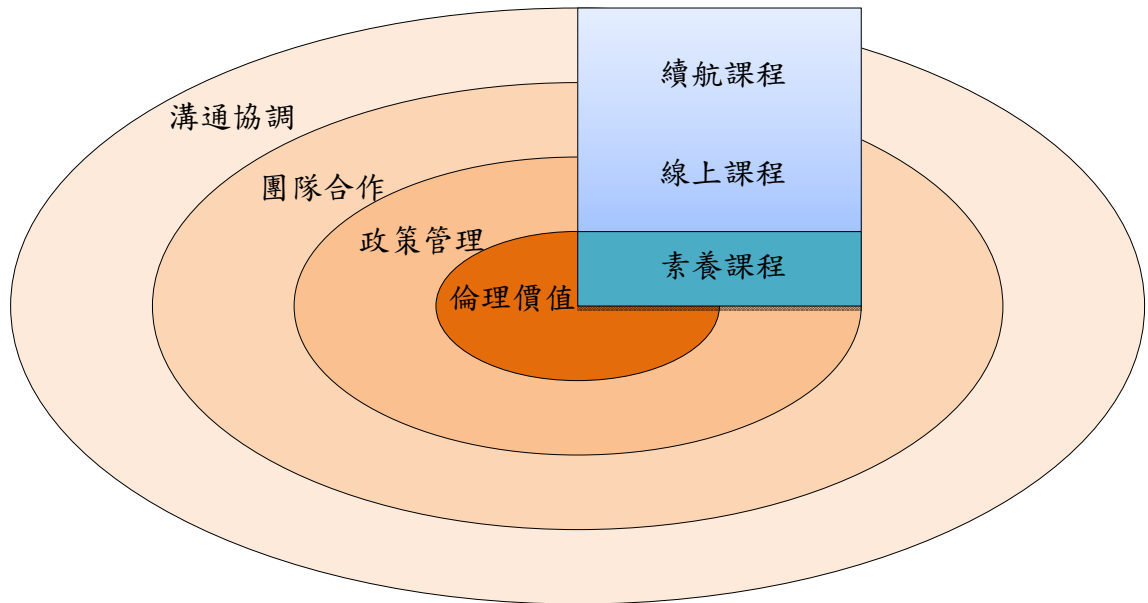 續航課程
溝通協調
線上課程
團隊合作
政策管理
素養課程
倫理價值